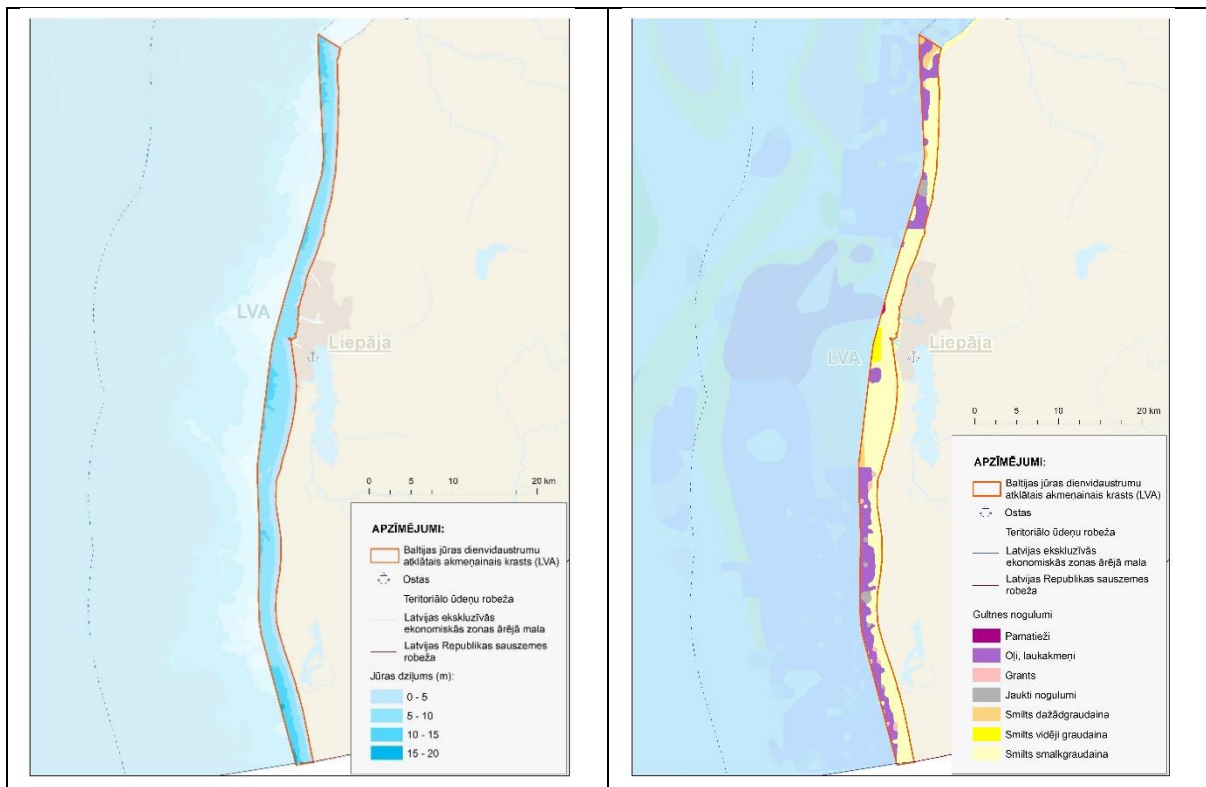 LVA
Liepāja
0 5 10 20 km
APZĪMĒJUMI:
Baltijas jūras dienvidaustrumu
atklātais akmeņainais krasts (LVA)
Ostas
Teritoriālo ūdeņu robeža
Latvijas ekskluzīvās
ekonomiskās zonas ārējā mala
Latvijas Republikas sauszemes
robeža
Jūras dziļums (m):
0 - 5
5 - 10
10 - 15
15 - 20
LVA
Liepāja
0 5 10 20 km
APZĪMĒJUMI:
Baltijas jūras dienvidaustrumu
atklātais akmeņainais krasts (LVA)
Ostas
Teritoriālo ūdeņu robeža
Latvijas ekskluzīvās
ekonomiskās zonas ārējā mala
Latvijas Republikas sauszemes
robeža
Gultnes nogulumi
Pamatieži
Oļi, laukakmeņi
Grants
Jaukti nogulumi
Smilts dažādgraudaina
Smilts vidēji graudaina
Smilts smalkgraudaina